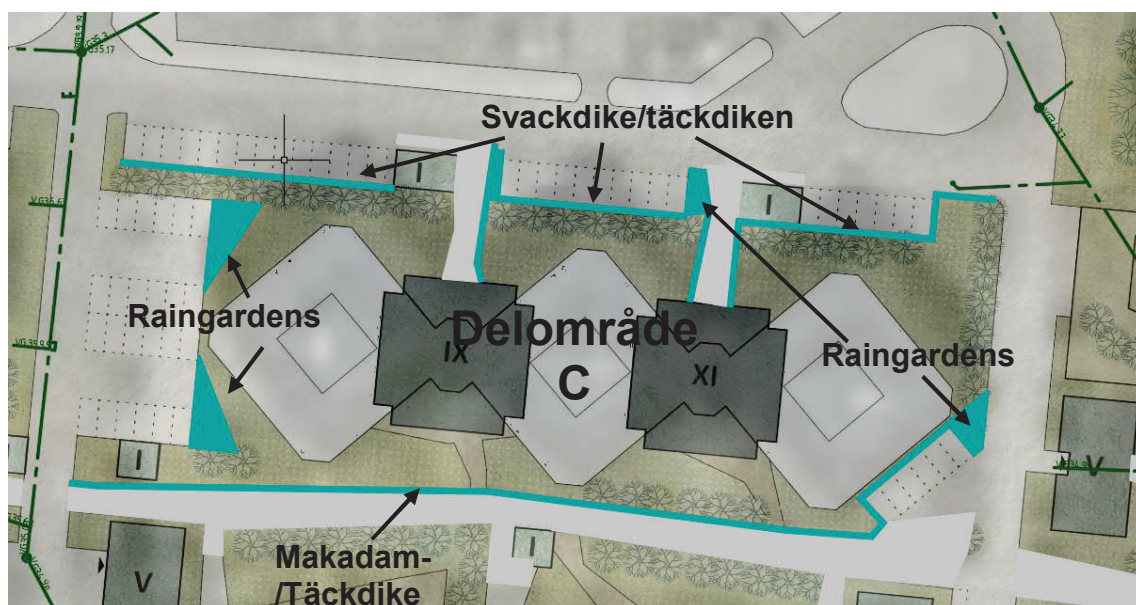 Svackdike/täckdiken
I
I
Raingardens
Delområde
C
IX
XI
Raingardens
I
I
V
V
Makadam-
/Täckdike